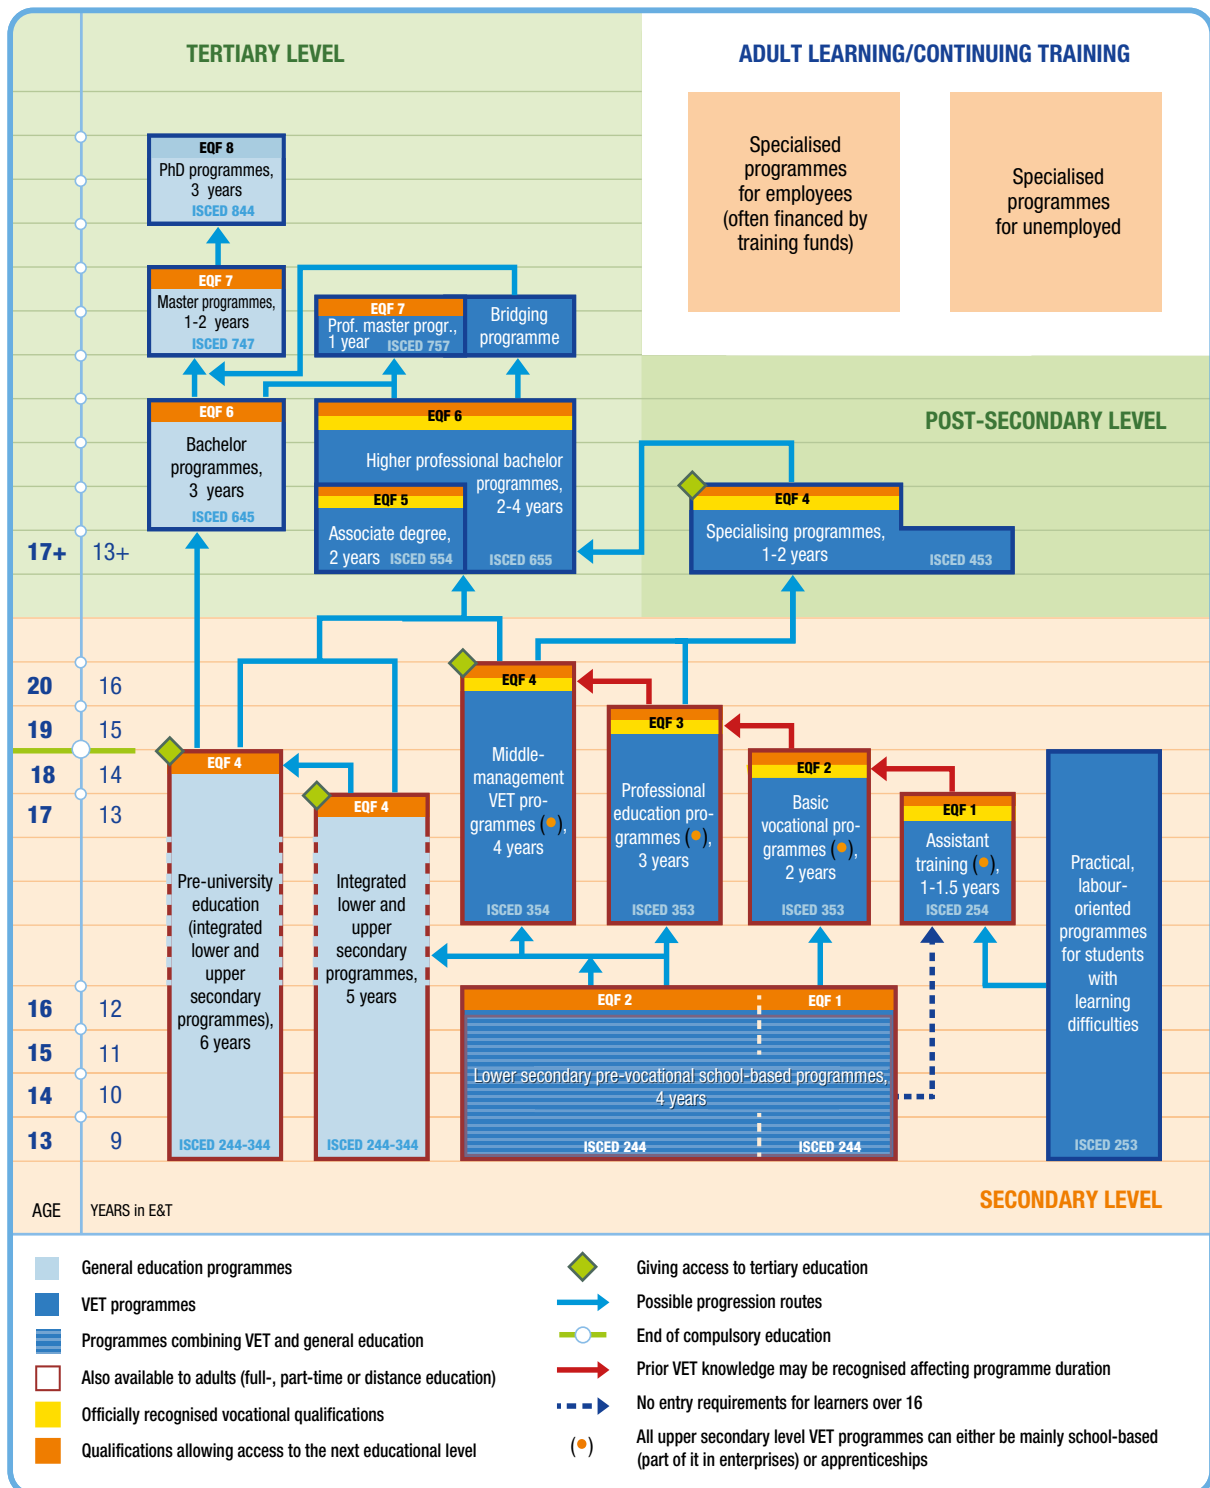 TERTIARY LEVEL
ADULT LEARNING/CONTINUING TRAINING
Specialised
programmes
for employees
(often financed by
training funds)
Specialised
programmes
for unemployed
EQF 8
PhD programmes,
3 years
ISCED 844
EQF 7
Master programmes,
1-2 years
ISCED 747
EQF 7
Prof. master progr.,
1 year ISCED 757
Bridging
programme
EQF 6
Bachelor
programmes,
3 years
ISCED 645
EQF 6
Higher professional bachelor
programmes,
2-4 years
ISCED 655
EQF 5
Associate degree,
2 years ISCED 554
POST-SECONDARY LEVEL
EQF 4
Specialising programmes,
1-2 years
ISCED 453
17+ 13+
20 16
19 15
18 14
17 13
16 12
15 11
14 10
13 9
AGE YEARS in E&T
EQF 4
Pre-university
education
(integrated
lower and
upper
secondary
programmes),
6 years
ISCED 244-344
EQF 4
Integrated
lower and
upper
secondary
programmes,
5 years
ISCED 244-344
EQF 4
Middle-
management
VET pro-
grammes (●),
4 years
ISCED 354
EQF 3
Professional
education pro-
grammes (●),
3 years
ISCED 353
EQF 2
Basic
vocational pro-
grammes (●),
2 years
ISCED 353
EQF 1
Assistant
training (●),
1-1.5 years
ISCED 254
Practical,
labour-
oriented
programmes
for students
with
learning
difficulties
ISCED 253
EQF 2 EQF 1
Lower secondary pre-vocational school-based programmes,
4 years
ISCED 244 ISCED 244
SECONDARY LEVEL
General education programmes
VET programmes
Programmes combining VET and general education
Also available to adults (full-, part-time or distance education)
Officially recognised vocational qualifications
Qualifications allowing access to the next educational level
Giving access to tertiary education
Possible progression routes
End of compulsory education
Prior VET knowledge may be recognised affecting programme duration
No entry requirements for learners over 16
(●) All upper secondary level VET programmes can either be mainly school-based
(part of it in enterprises) or apprenticeships